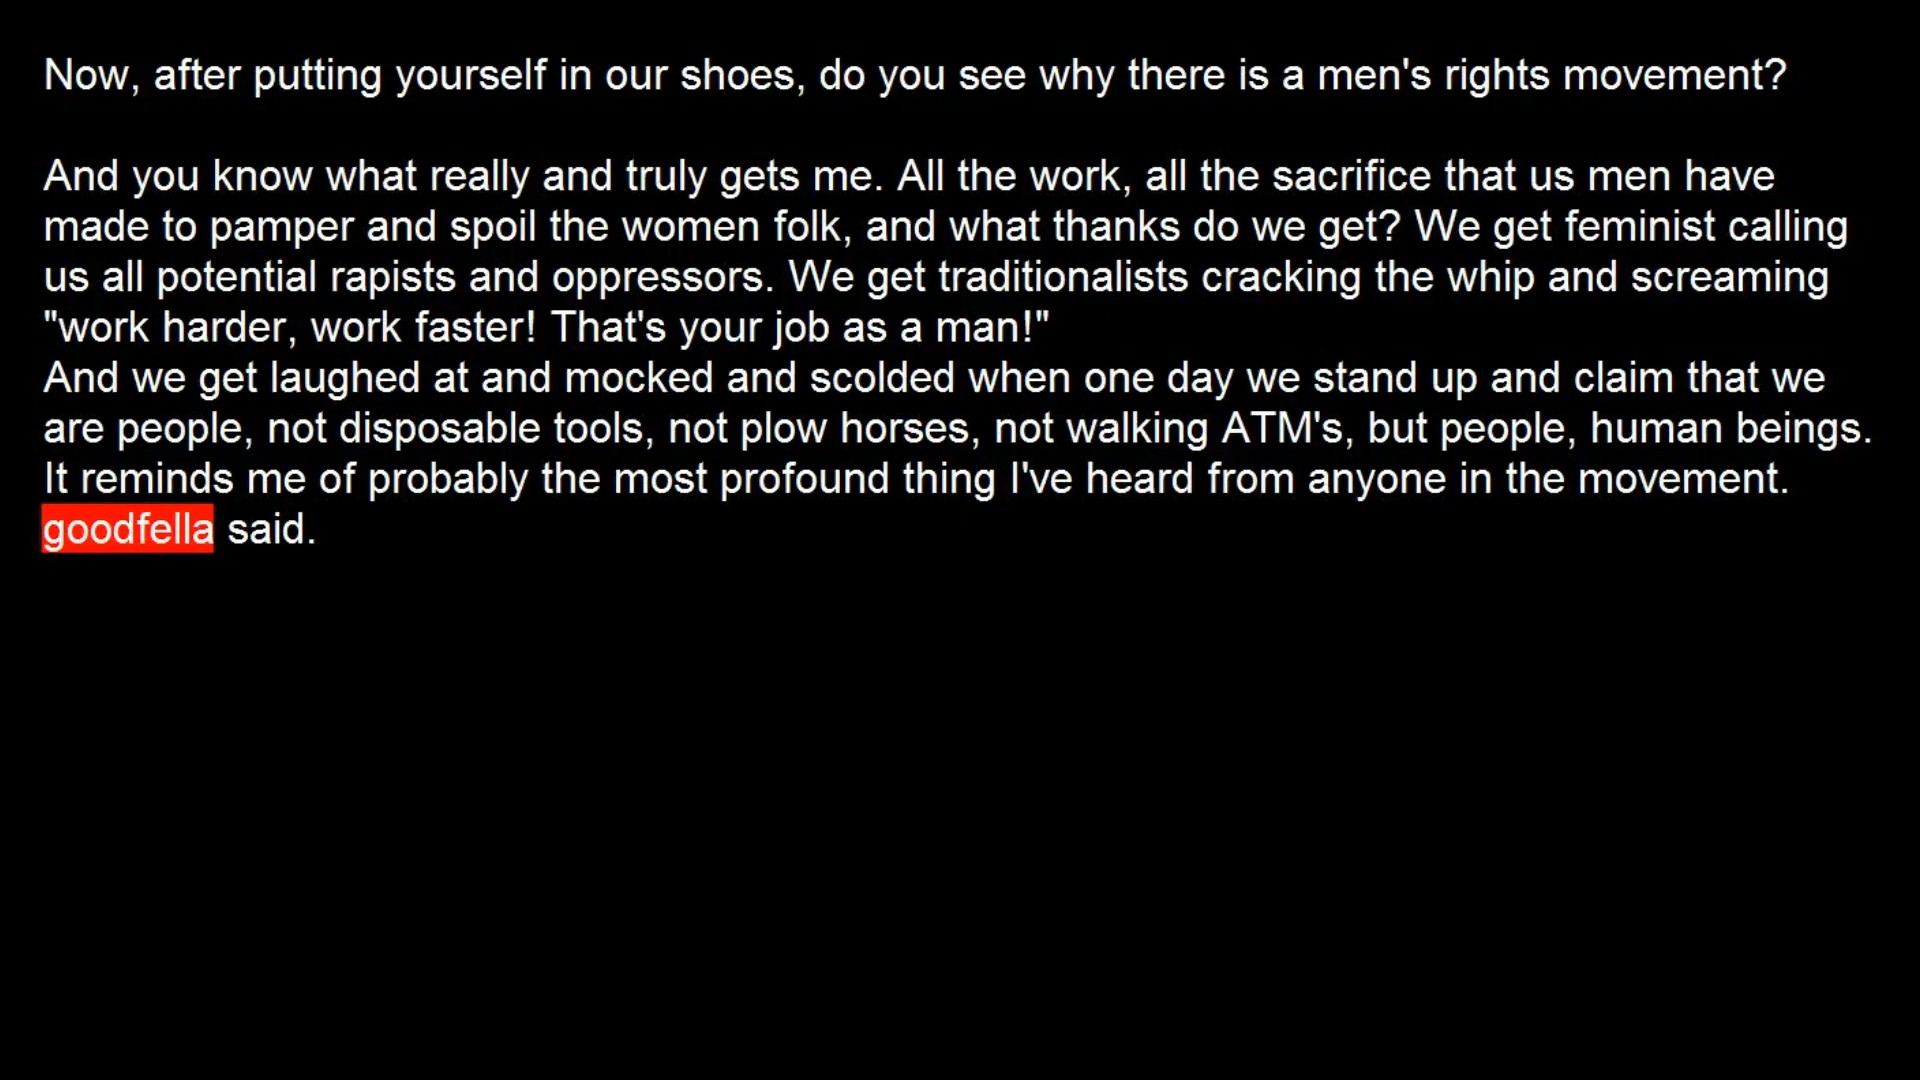 Now, after putting yourself in our shoes, do you see why there is a men's rights movement?
And you know what really and truly gets me. All the work, all the sacrifice that us men have
made to pamper and spoil the women folk, and what thanks do we get? We get feminist calling
us all potential rapists and oppressors. We get traditionalists cracking the whip and screaming
"work harder, work faster! That's your job as a man!"
And we get laughed at and mocked and scolded when one day we stand up and claim that we
are people, not disposable tools, not plow horses, not walking ATM's, but people, human beings.
It reminds me of probably the most profound thing I've heard from anyone in the movement.
goodfella said.